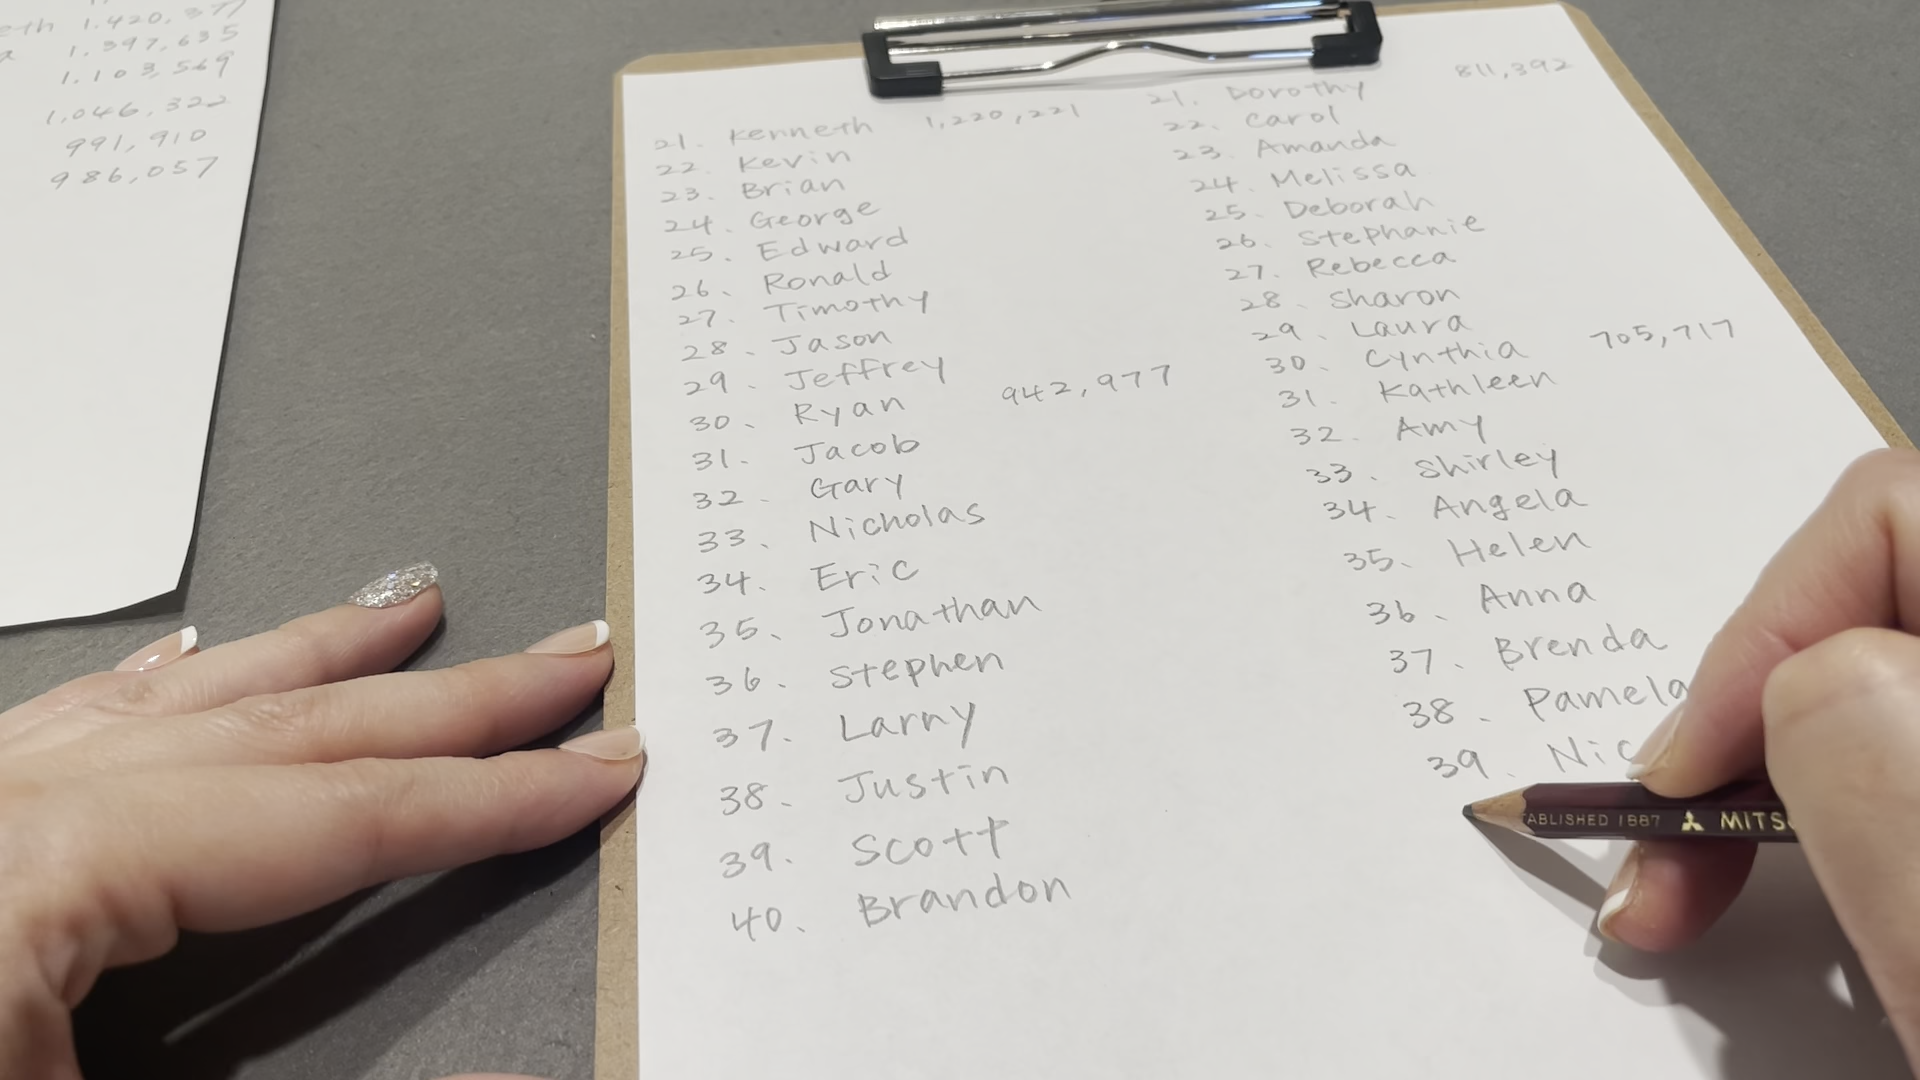 1,420,377
1,397,635
1,103,569
1,046,322
991,910
986,057
21. Kenneth 1,220,221
22. Kevin
23. Brian
24. George
25. Edward
26. Ronald
27. Timothy
28. Jason
29. Jeffrey
30. Ryan 942,977
31. Jacob
32. Gary
33. Nicholas
34. Eric
35. Jonathan
36. Stephen
37. Larny
38. Justin
39. Scott
40. Brandon
21. Dorothy 811,392
22. Carol
23. Amanda
24. Melissa
25. Deborah
26. Stephanie
27. Rebecca
28. Sharon
29. Laura
30. Cynthia 705,717
31. Kathleen
32. Amy
33. Shirley
34. Angela
35. Helen
36. Anna
37. Brenda
38. Pamela
39. Nic
ABLISHED 1887 MITS